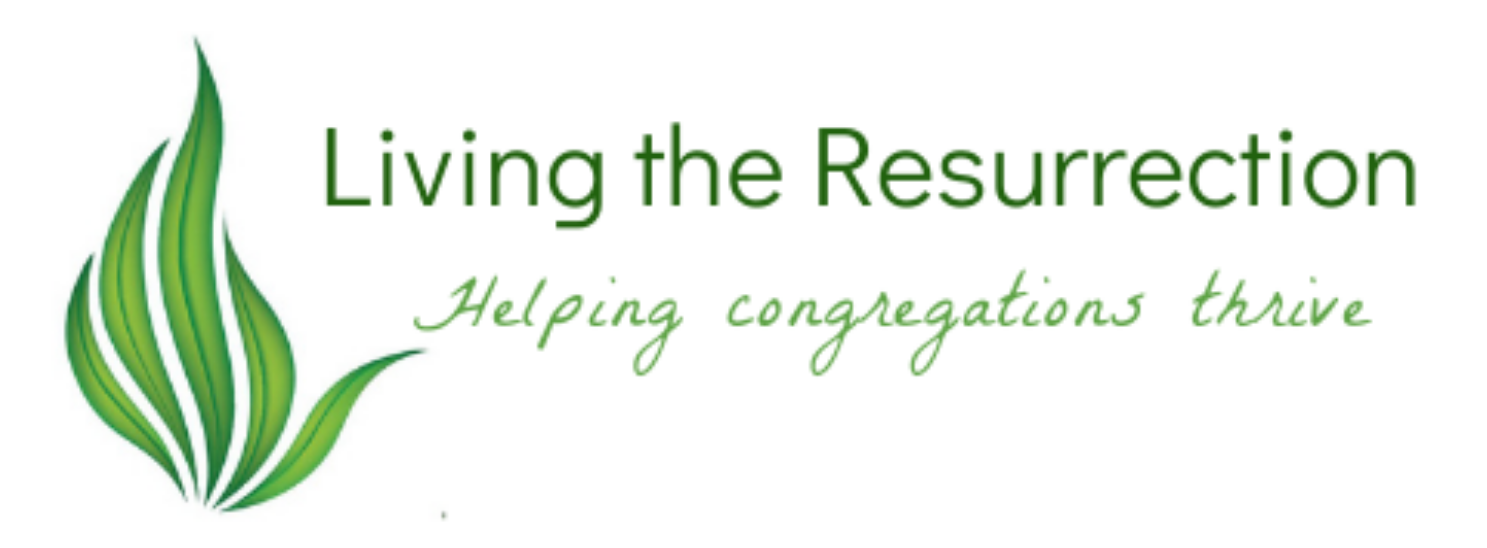 Living the Resurrection
Helping congregations thrive